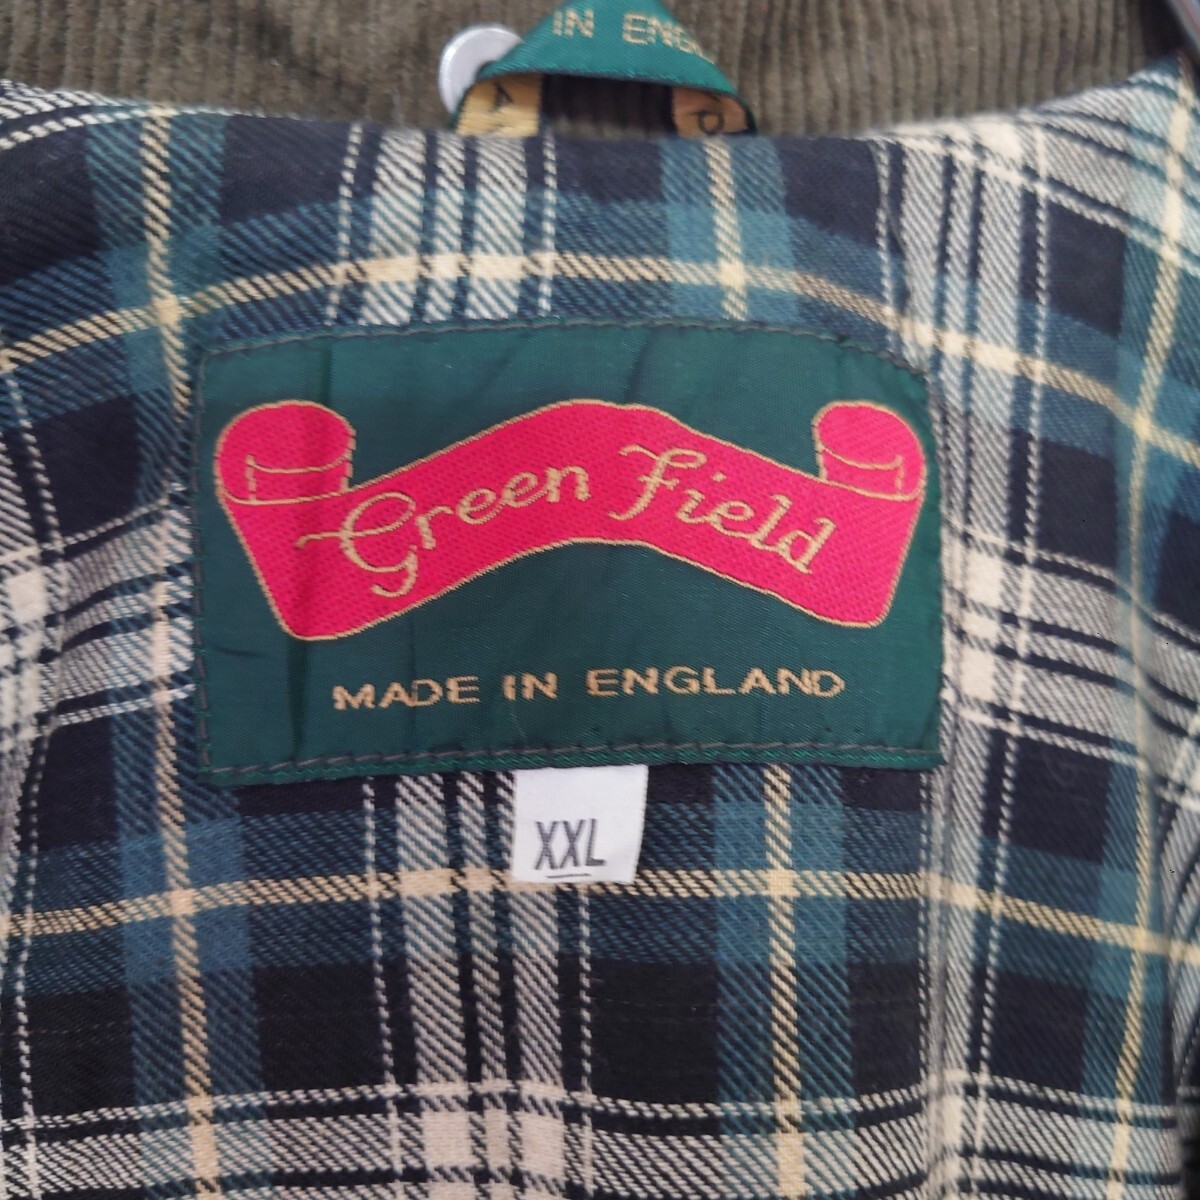 IN ENGL
Green Field
MADE IN ENGLAND
XXL